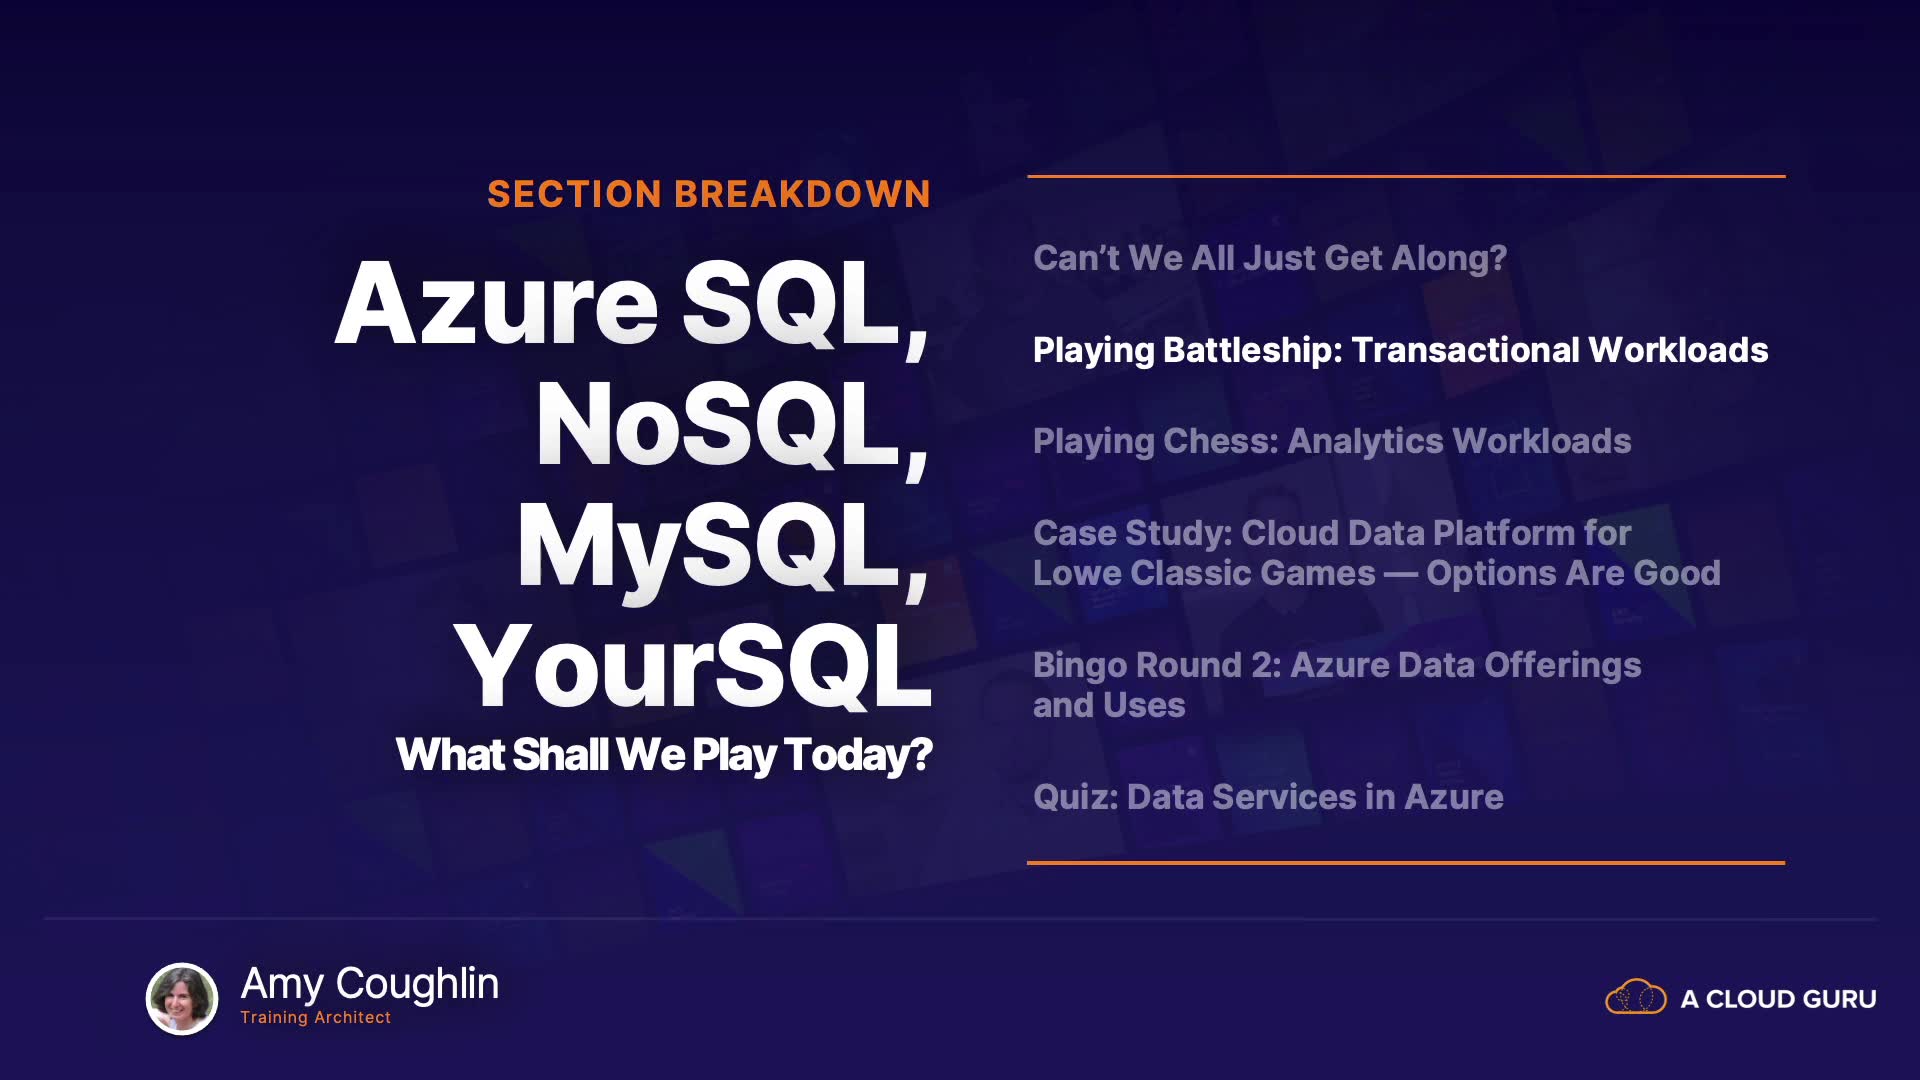 SECTION BREAKDOWN
Azure SQL,
NoSQL,
MySQL,
YourSQL
What Shall We Play Today?
Can’t We All Just Get Along?
Playing Battleship: Transactional Workloads
Playing Chess: Analytics Workloads
Case Study: Cloud Data Platform for
Lowe Classic Games — Options Are Good
Bingo Round 2: Azure Data Offerings
and Uses
Quiz: Data Services in Azure
Amy Coughlin
Training Architect
A CLOUD GURU